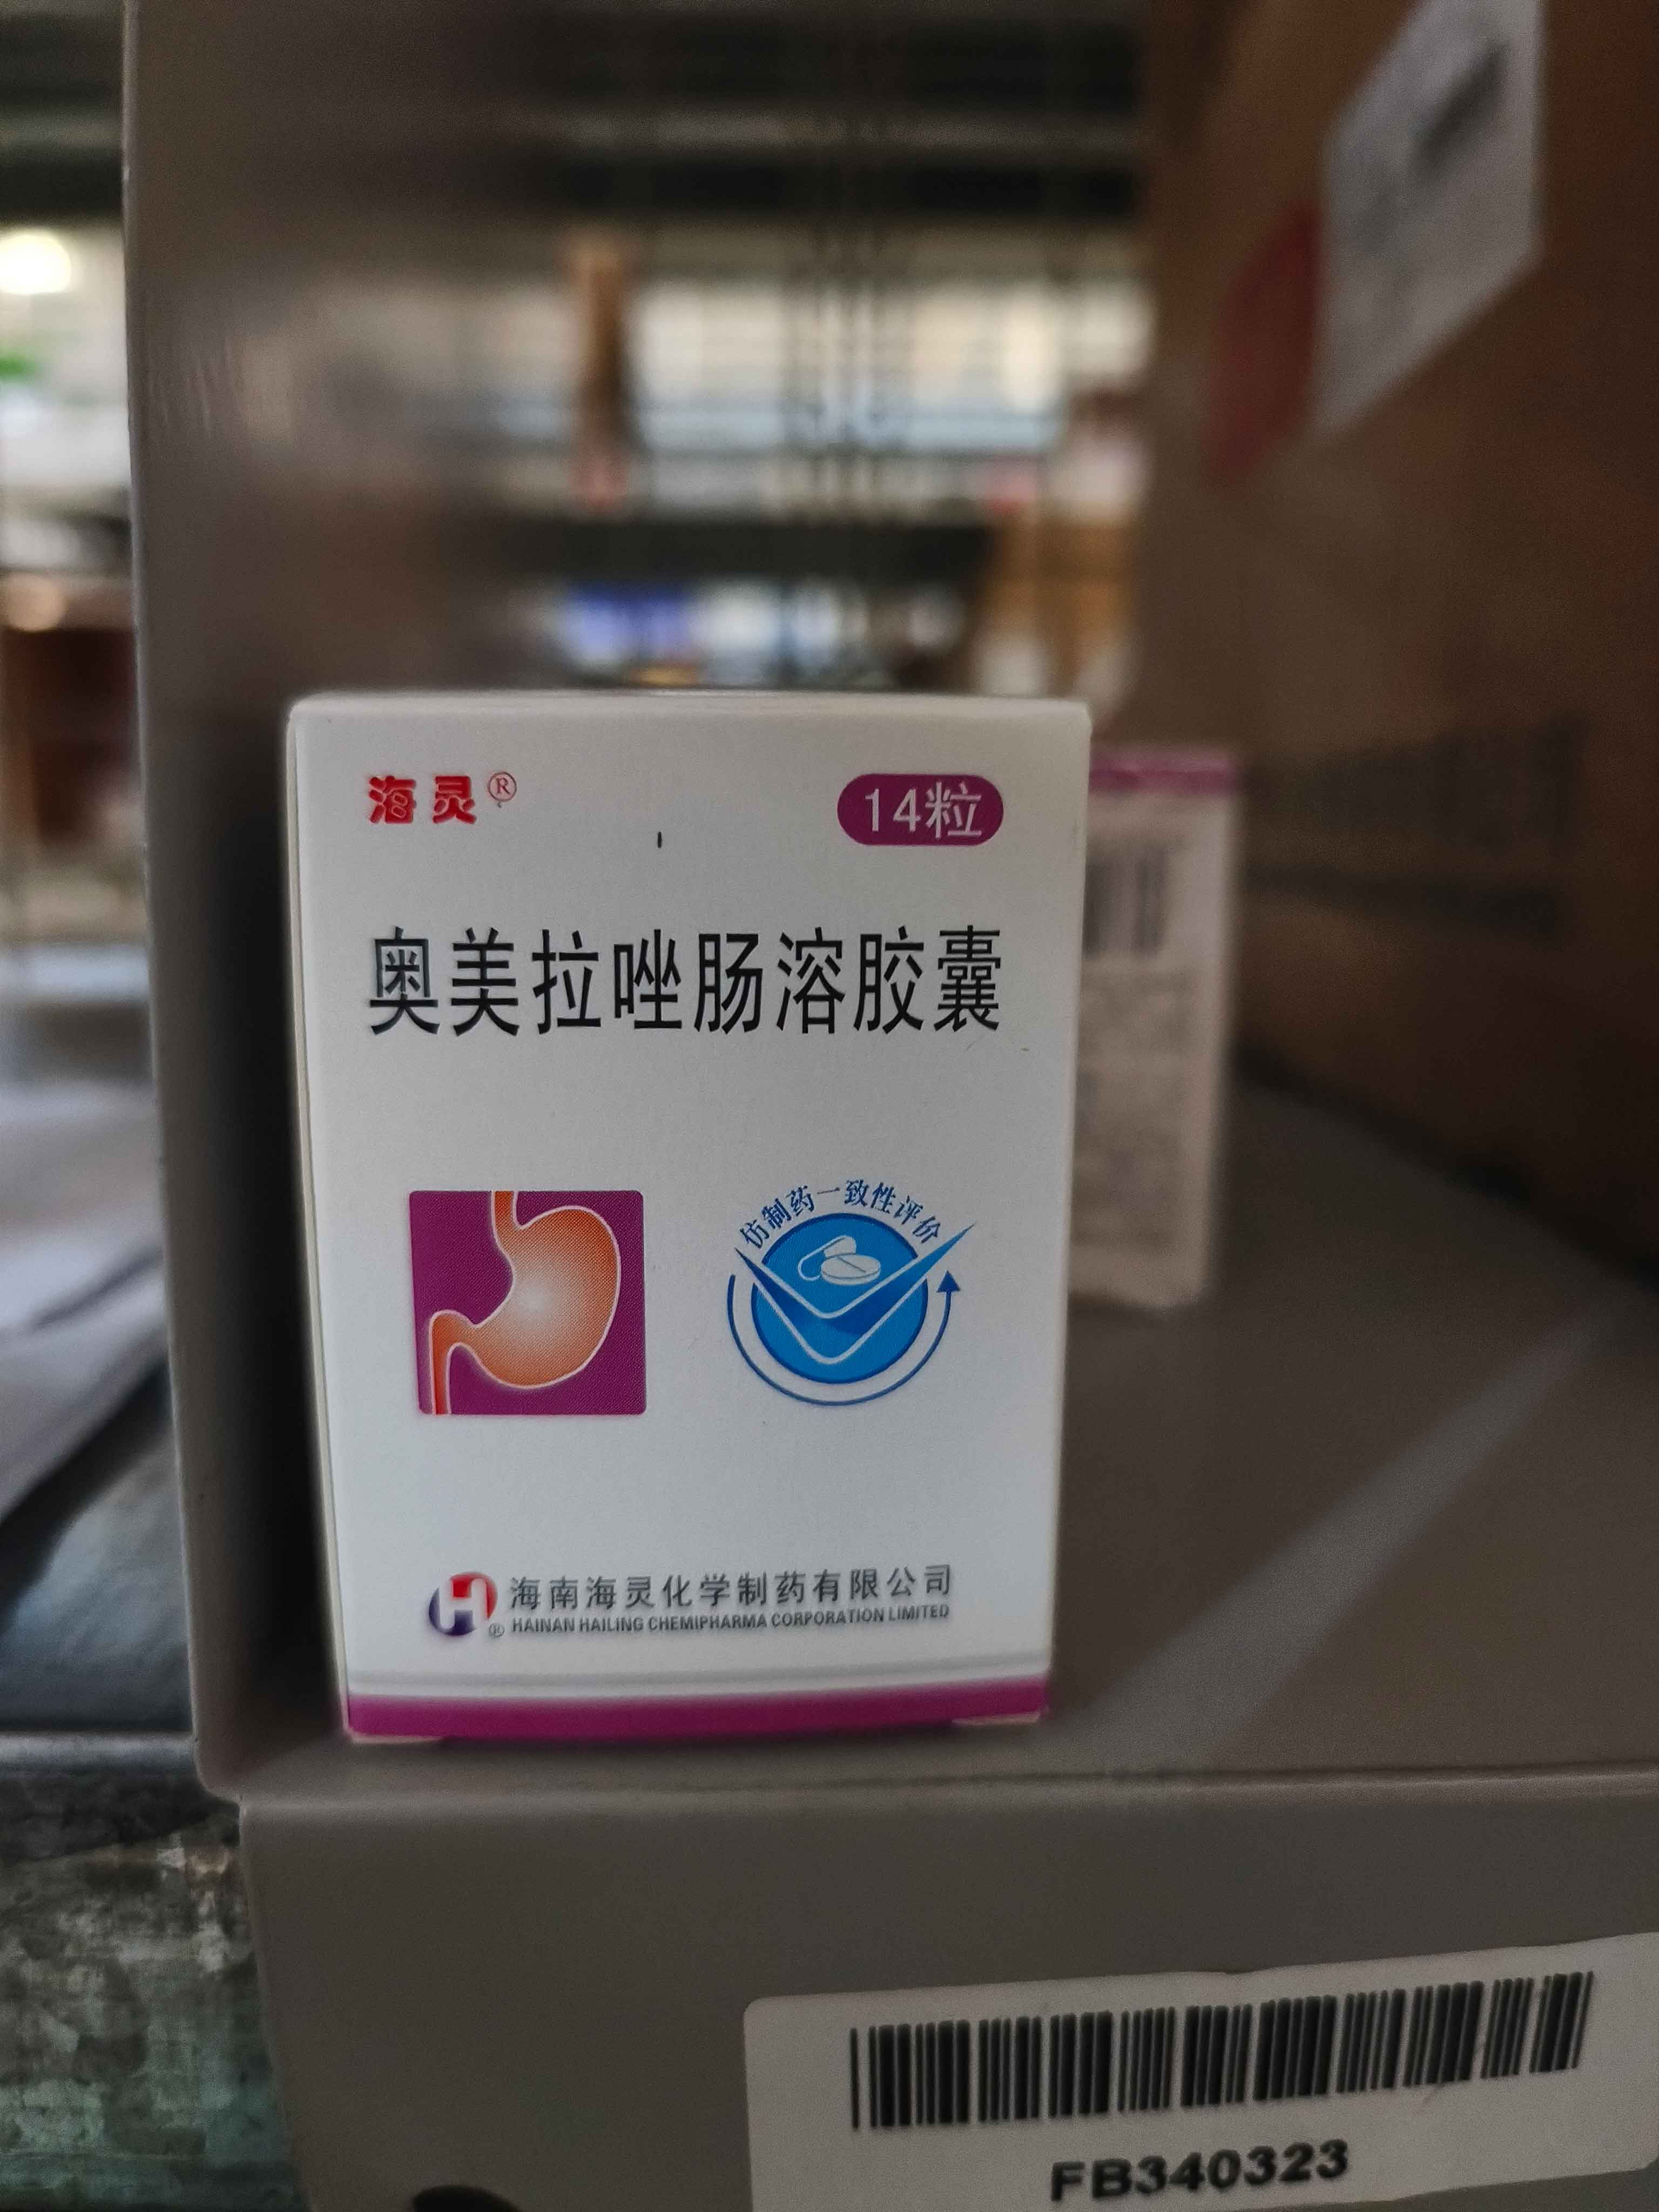 海灵®
14粒
奥美拉唑肠溶胶囊
仿制药一致性评价
海南海灵化学制药有限公司
® HAINAN HAILING CHEMIPHARMA CORPORATION LIMITED
FB340323